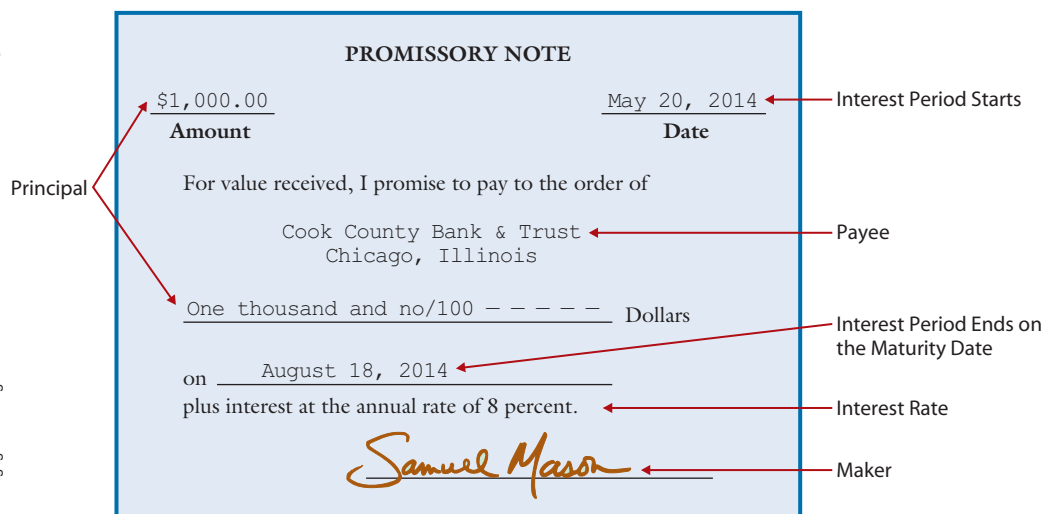 PROMISSORY NOTE
$1,000.00 May 20, 2014 Interest Period Starts
Amount Date
Principal For value received, I promise to pay to the order of
Cook County Bank & Trust Payee
Chicago, Illinois
One thousand and no/100 — — — — — Dollars
Interest Period Ends on
the Maturity Date
on August 18, 2014
plus interest at the annual rate of 8 percent. Interest Rate
Samuel Mason Maker